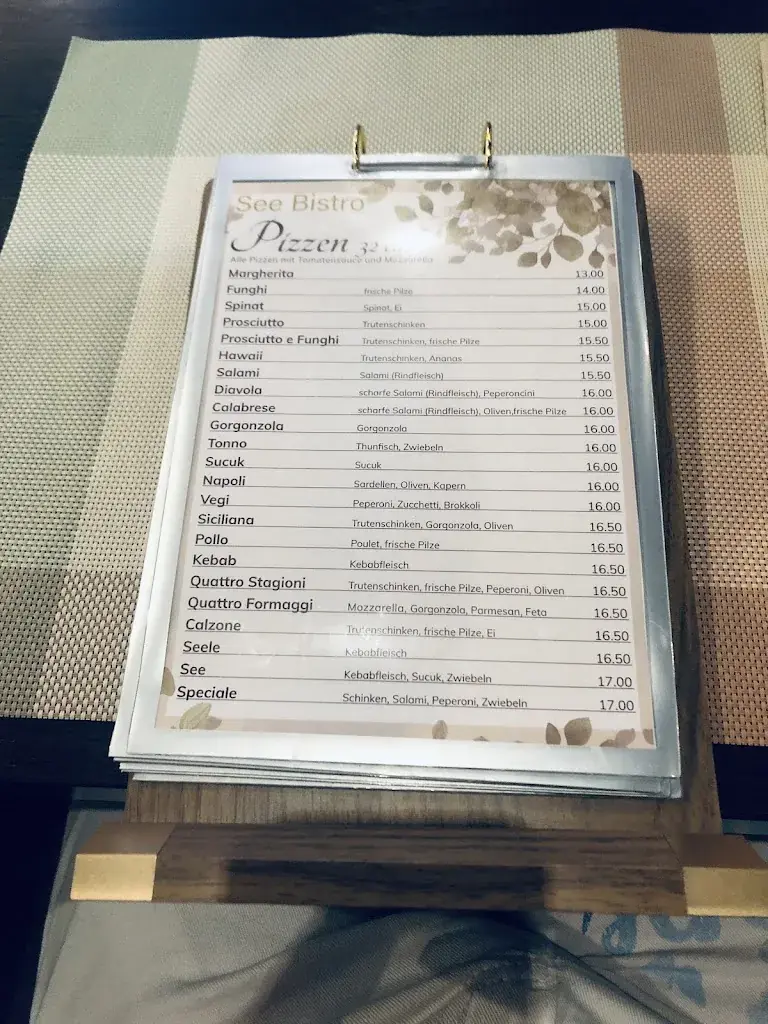 See Bistro
Pizzen 32
Alle Pizzen mit Tomatensauce und Mozzarella
Margherita 13.00
Funghi frische Pilze 14.00
Spinat Spinat, Ei 15.00
Prosciutto Trutenschinken 15.00
Prosciutto e Funghi Trutenschinken, frische Pilze 15.50
Hawaii Trutenschinken, Ananas 15.50
Salami Salami (Rindfleisch) 15.50
Diavola scharfe Salami (Rindfleisch), Peperoncini 16.00
Calabrese scharfe Salami (Rindfleisch), Oliven,frische Pilze 16.00
Gorgonzola Gorgonzola 16.00
Tonno Thunfisch, Zwiebeln 16.00
Sucuk Sucuk 16.00
Napoli Sardellen, Oliven, Kapern 16.00
Vegi Peperoni, Zucchetti, Brokkoli 16.00
Siciliana Trutenschinken, Gorgonzola, Oliven 16.50
Pollo Poulet, frische Pilze 16.50
Kebab Kebabfleisch 16.50
Quattro Stagioni Trutenschinken, frische Pilze, Peperoni, Oliven 16.50
Quattro Formaggi Mozzarella, Gorgonzola, Parmesan, Feta 16.50
Calzone Trutenschinken, frische Pilze, Ei 16.50
Seele Kebabfleisch 16.50
See Kebabfleisch, Sucuk, Zwiebeln 17.00
Speciale Schinken, Salami, Peperoni, Zwiebeln 17.00